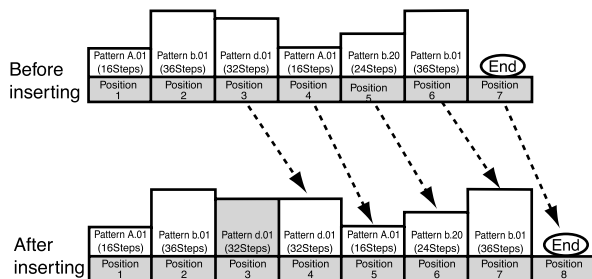 Before
inserting
Pattern A.01
(16Steps)
Pattern b.01
(36Steps)
Pattern d.01
(32Steps)
Pattern A.01
(16Steps)
Pattern b.20
(24Steps)
Pattern b.01
(36Steps)
End
Position
1
Position
2
Position
3
Position
4
Position
5
Position
6
Position
7
After
inserting
Pattern A.01
(16Steps)
Pattern b.01
(36Steps)
Pattern d.01
(32Steps)
Pattern d.01
(32Steps)
Pattern A.01
(16Steps)
Pattern b.20
(24Steps)
Pattern b.01
(36Steps)
End
Position
1
Position
2
Position
3
Position
4
Position
5
Position
6
Position
7
Position
8